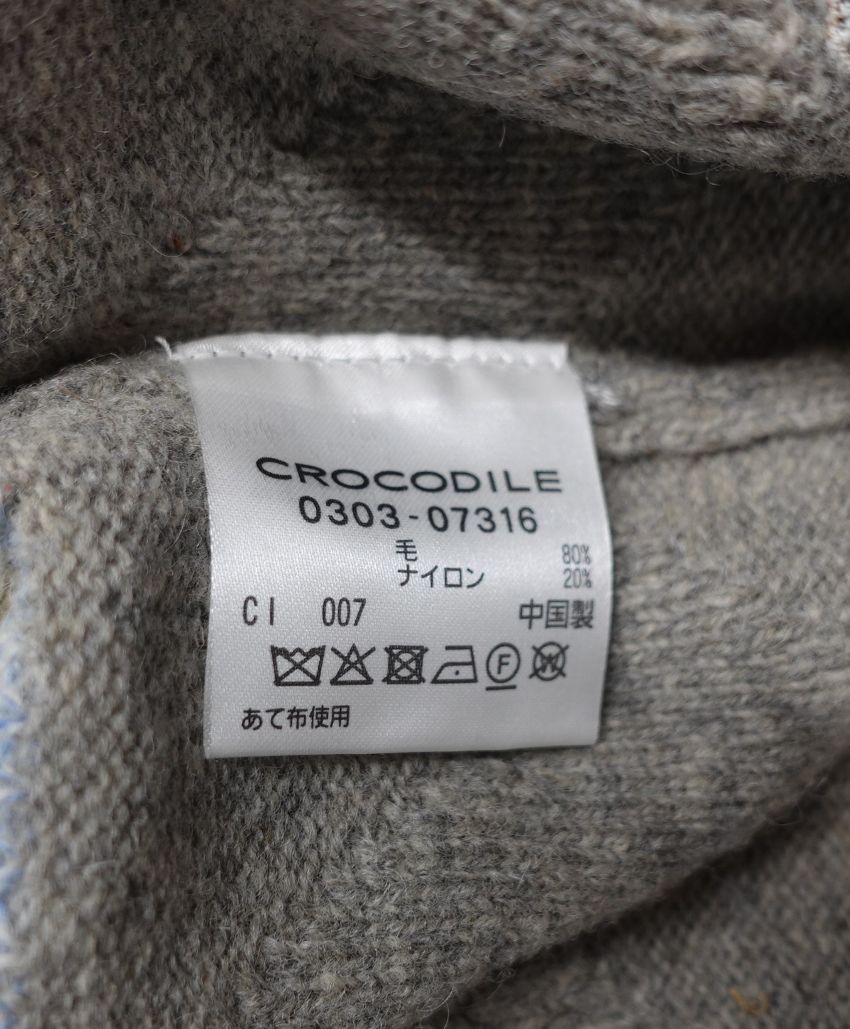 CROCODILE
0303-07316
毛 80%
ナイロン 20%
CI 007 中国製
F W
あて布使用